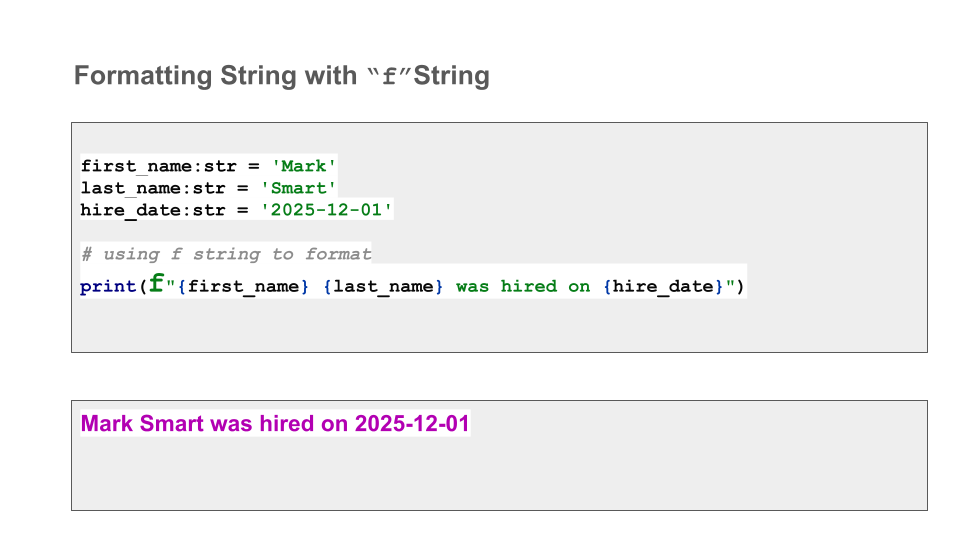 Formatting String with “f”String
first_name:str = 'Mark'
last_name:str = 'Smart'
hire_date:str = '2025-12-01'
# using f string to format
print(f"{first_name} {last_name} was hired on {hire_date}")
Mark Smart was hired on 2025-12-01